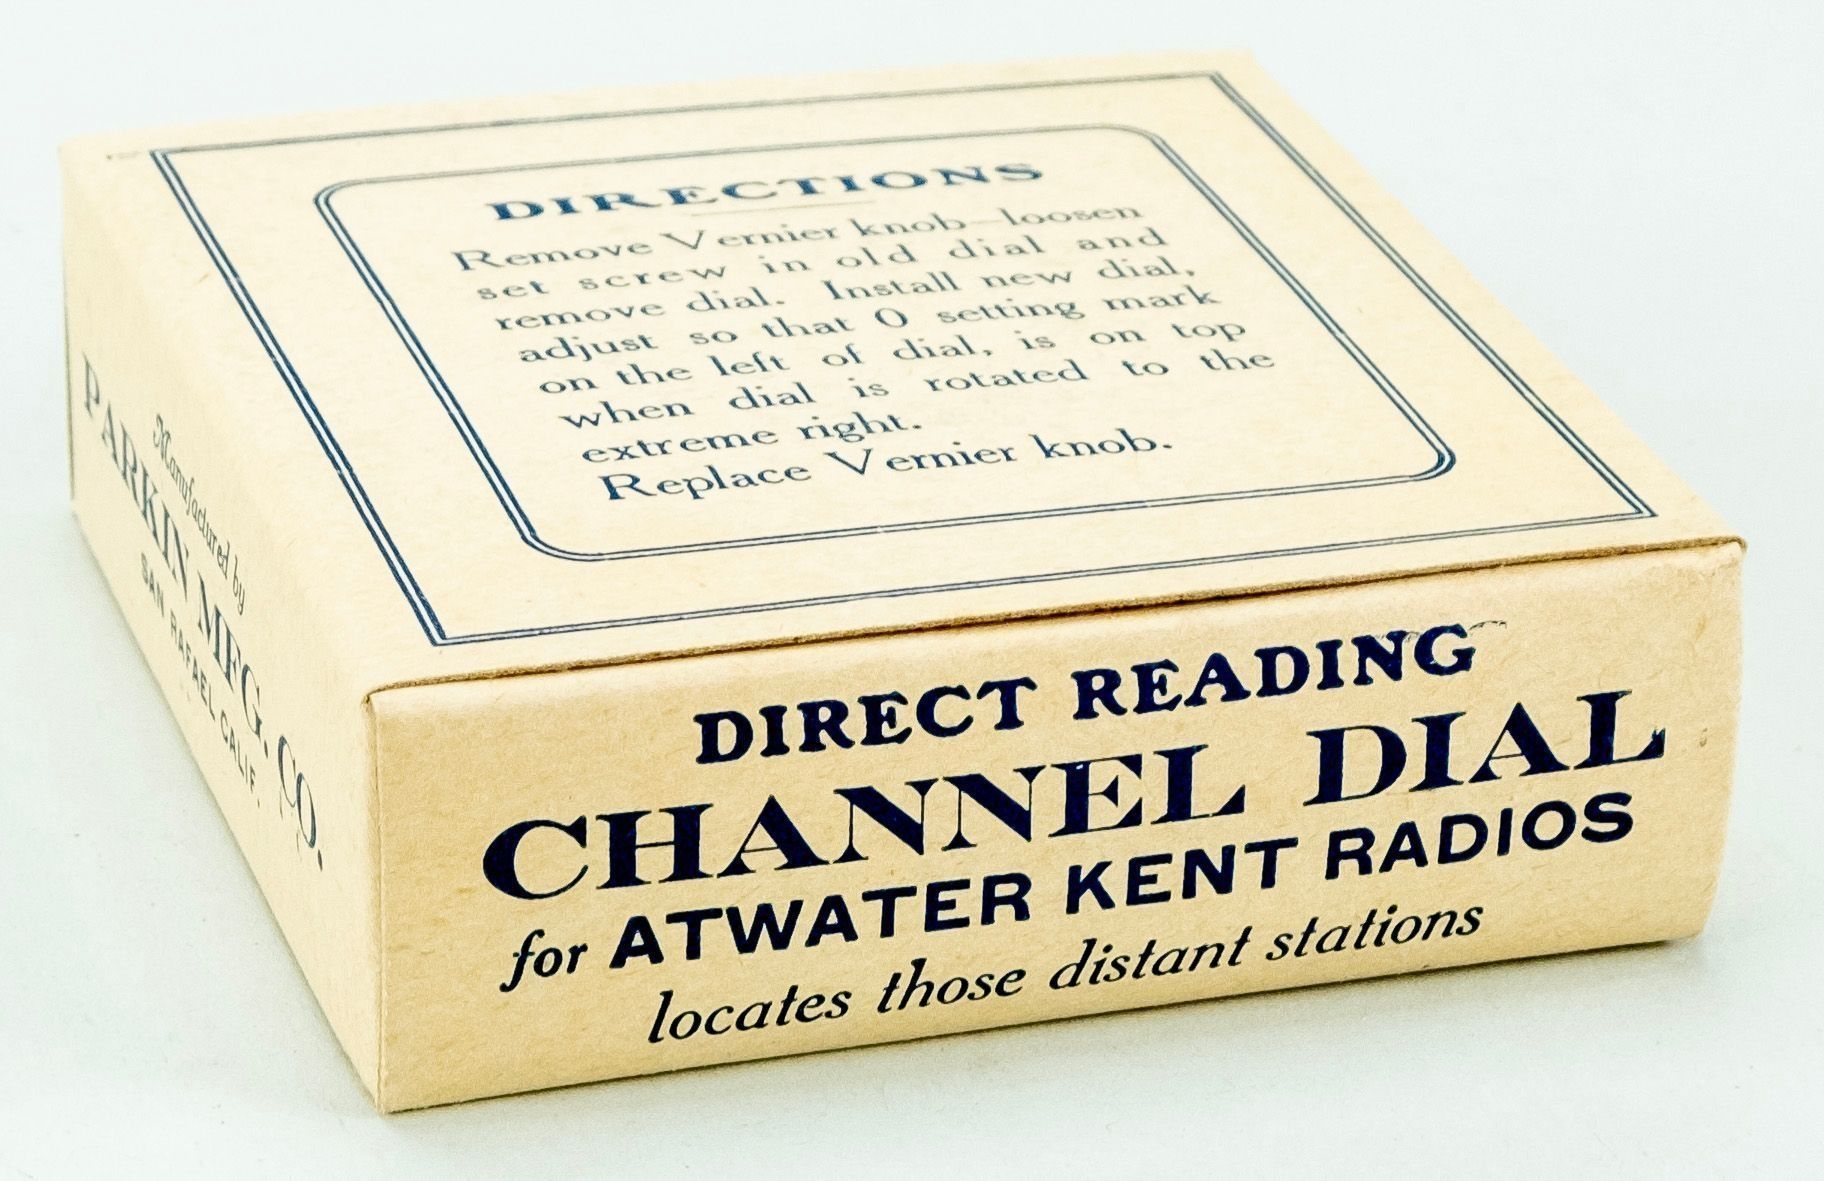 DIRECTIONS
Remove Vernier knob—loosen
set screw in old dial and
remove dial. Install new dial,
adjust so that O setting mark
on the left of dial, is on top
when dial is rotated to the
extreme right.
Replace Vernier knob.
Manufactured by
PARKIN MFG. CO.
SAN RAFAEL, CALIF.
DIRECT READING
CHANNEL DIAL
for ATWATER KENT RADIOS
locates those distant stations